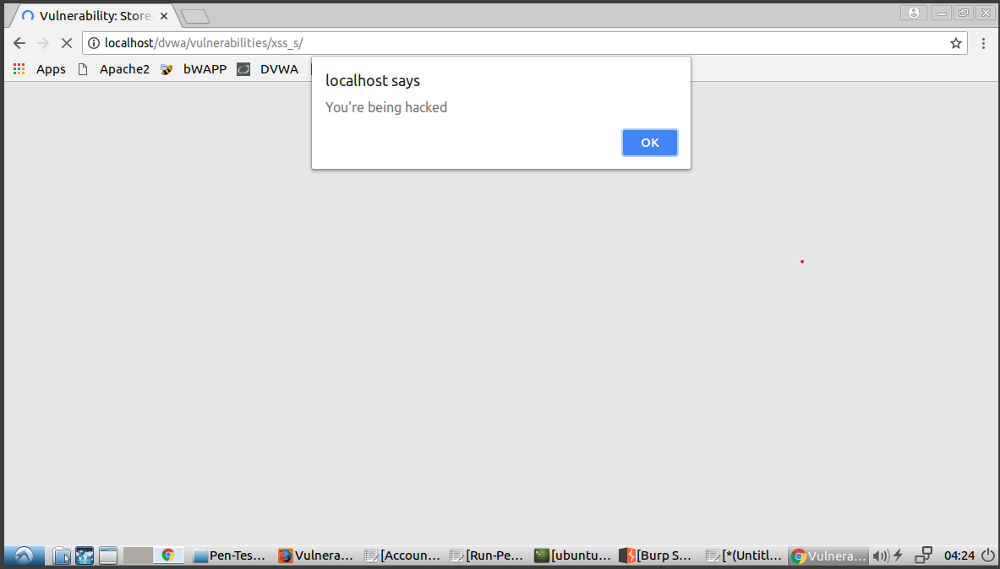 Vulnerability: Store
localhost/dvwa/vulnerabilities/xss_s/
Apps Apache2 bWAPP DVWA
localhost says
You're being hacked
OK
Pen-Tes... Vulnera... [Accoun... [Run-Pe... [ubuntu... [Burp S... [*(Untitl... Vulnera... 04:24